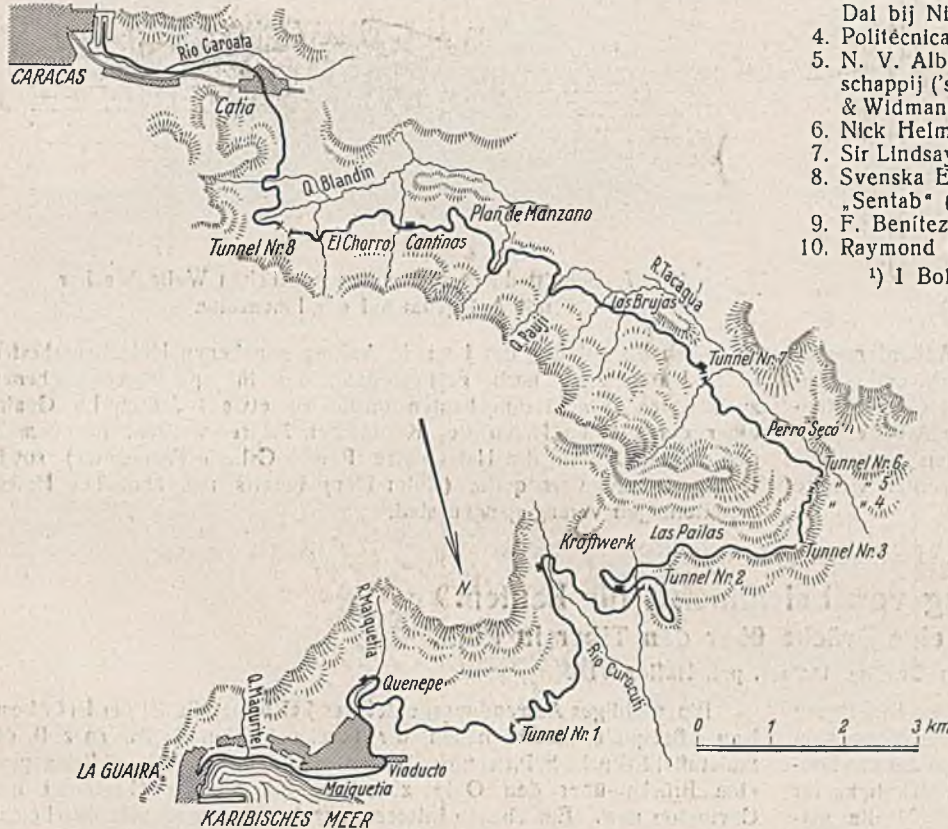 Dal bij Ni
4. Politécnica
5. N. V. Alb
schappij ('s
& Widman
6. Nick Helm
7. Sir Lindsay
8. Svenska E
„Sentab“ (
9. F. Benítez
10. Raymond
¹) 1 Bol
Rio Caroata
CARACAS
Catia
Q. Blandin
Plan de Manzano
Tunnel Nr. 8
El Chorro
Cantinas
R. Tacagua
Las Brujas
Q. Pauji
Tunnel Nr. 7
Perro Seco
Tunnel Nr. 6
" " 5
" " 4
Las Pailas
Kraftwerk
Tunnel Nr. 3
Tunnel Nr. 2
N
R. Maiquetia
Rio Curucuti
Quenepe
Tunnel Nr. 1
0 1 2 3 km
LA GUAIRA
Viaducto
Maiquetia
KARIBISCHES MEER